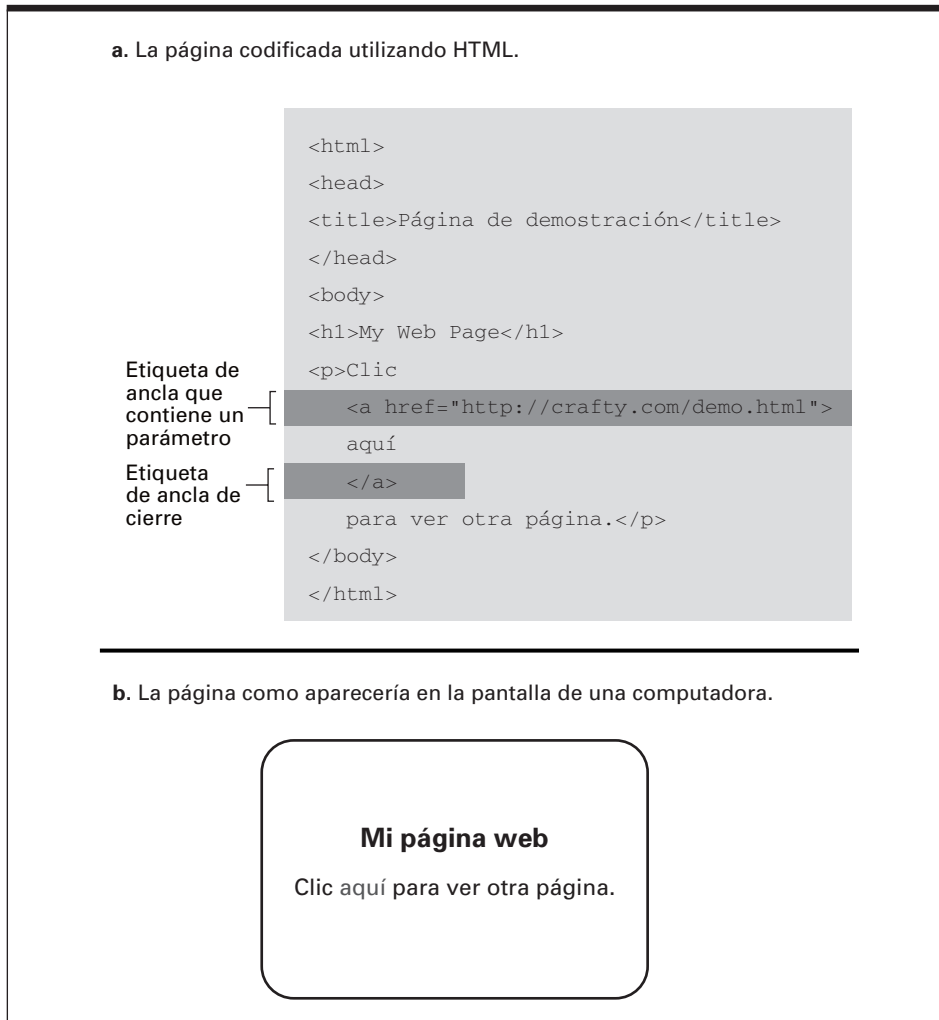 a. La página codificada utilizando HTML.
<html>
<head>
<title>Página de demostración</title>
</head>
<body>
<h1>My Web Page</h1>
<p>Clic
<a href="http://crafty.com/demo.html">
aquí
</a>
para ver otra página.</p>
</body>
</html>
Etiqueta de
ancla que
contiene un
parámetro
Etiqueta
de ancla de
cierre
b. La página como aparecería en la pantalla de una computadora.
Mi página web
Clic aquí para ver otra página.